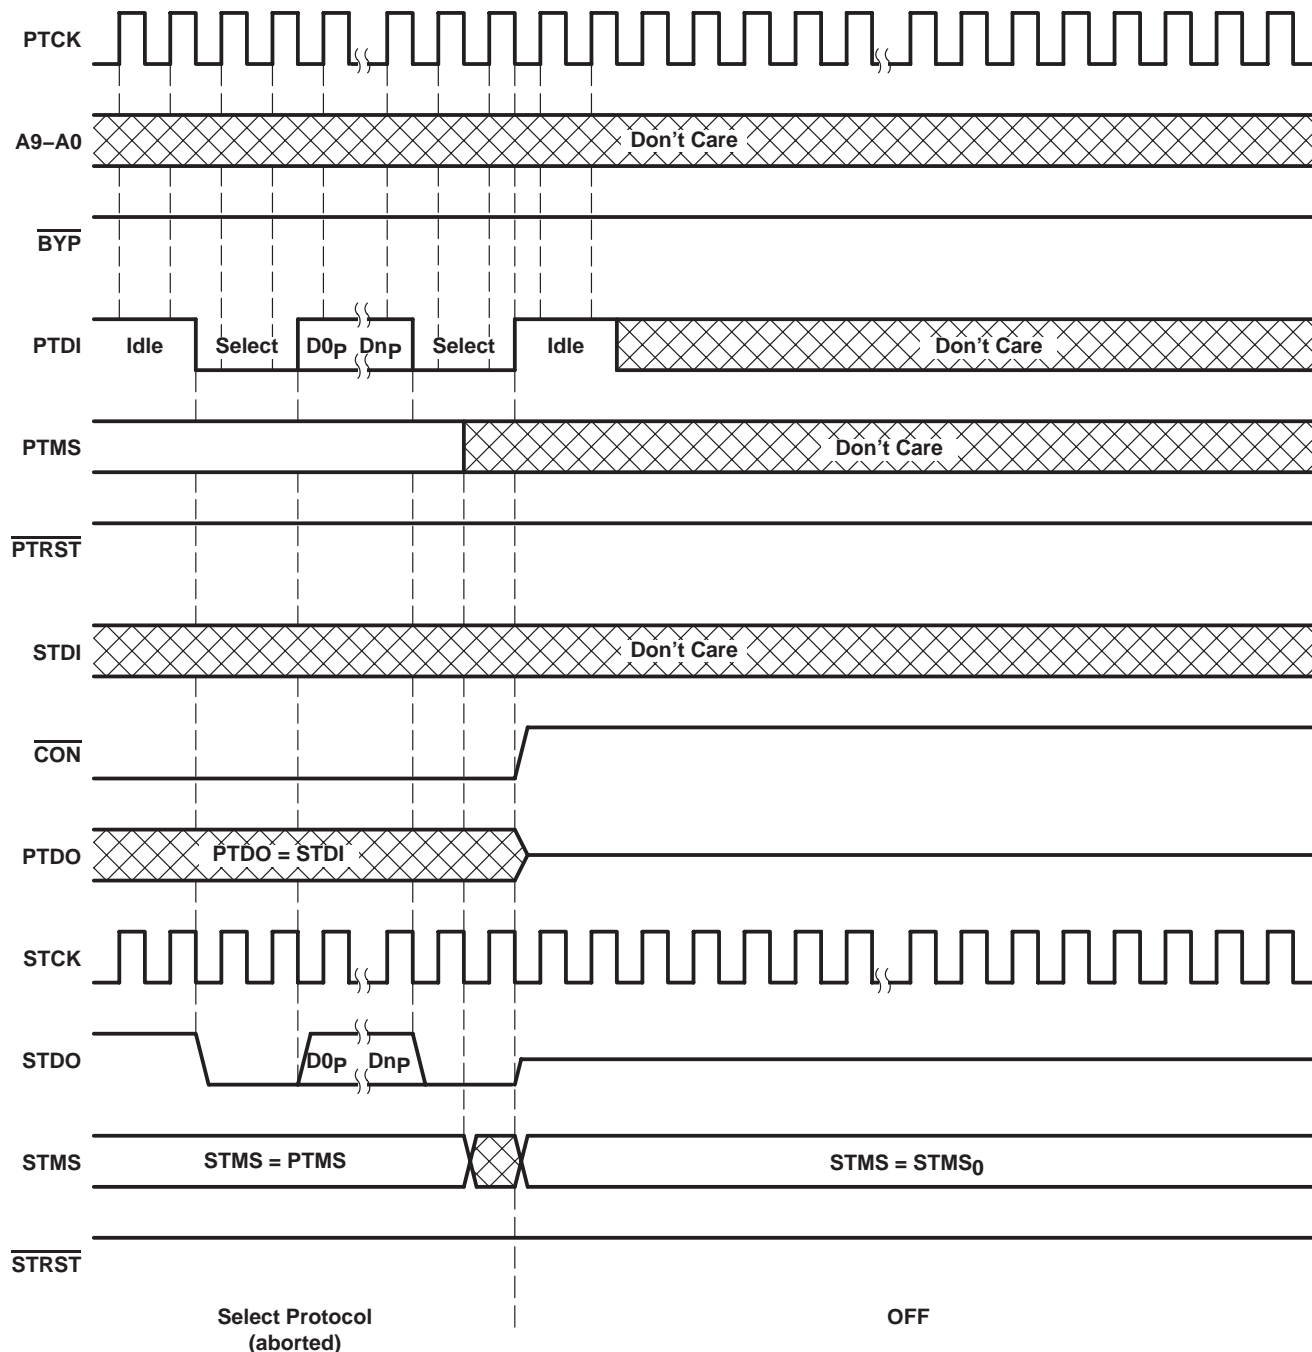 PTCK
A9–A0
Don't Care
BYP
PTDI
Idle
Select
D0P
DnP
Select
Idle
Don't Care
PTMS
Don't Care
PTRST
STDI
Don't Care
CON
PTDO
PTDO = STDI
STCK
STDO
D0P
DnP
STMS
STMS = PTMS
STMS = STMS0
STRST
Select Protocol
(aborted)
OFF